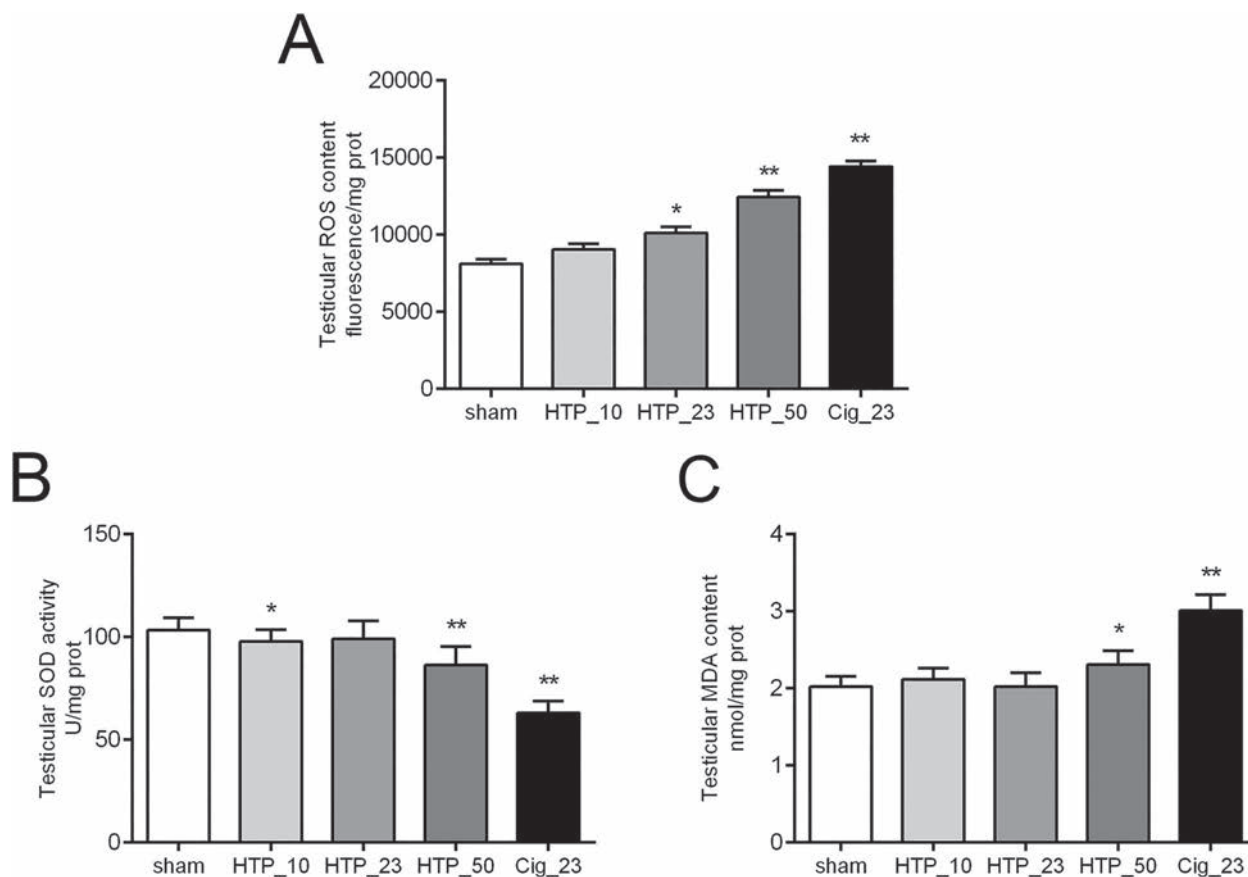 A
Testicular ROS content
fluorescence/mg prot
20000
15000
10000
5000
0
*
**
**
sham HTP_10 HTP_23 HTP_50 Cig_23
B
Testicular SOD activity
U/mg prot
150
100
50
0
*
**
**
sham HTP_10 HTP_23 HTP_50 Cig_23
C
Testicular MDA content
nmol/mg prot
4
3
2
1
0
*
**
sham HTP_10 HTP_23 HTP_50 Cig_23